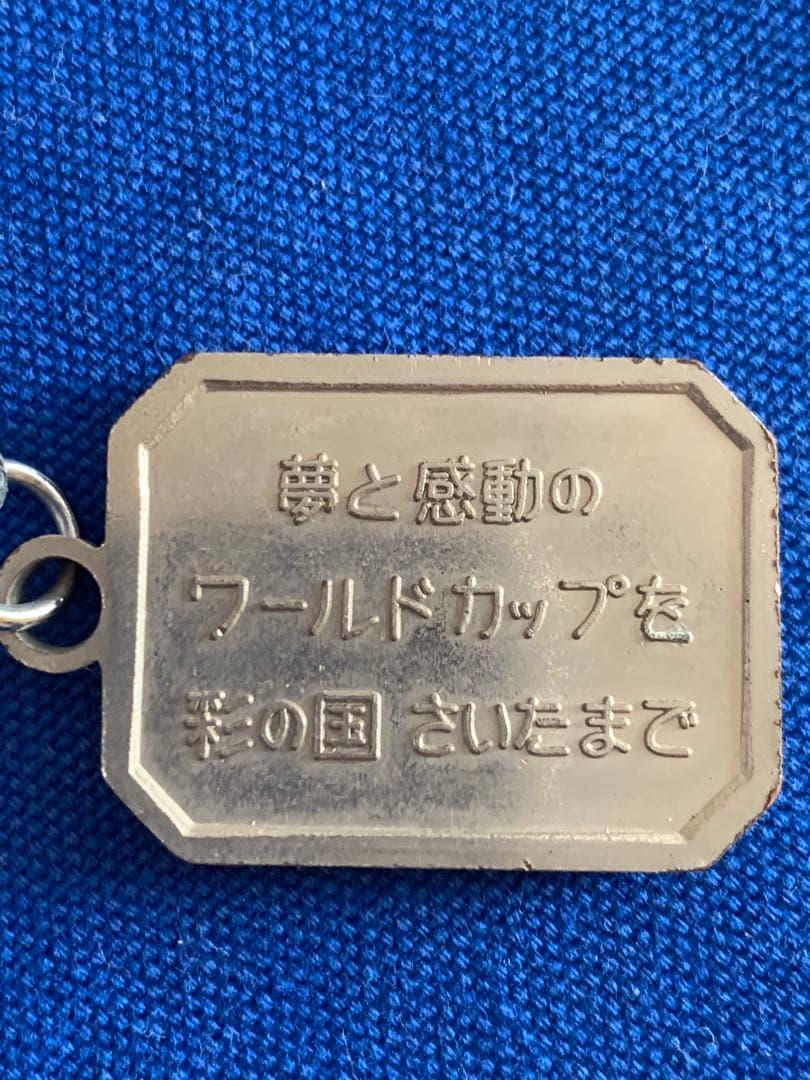 夢と感動の
ワールドカップを
彩の国 さいたまで